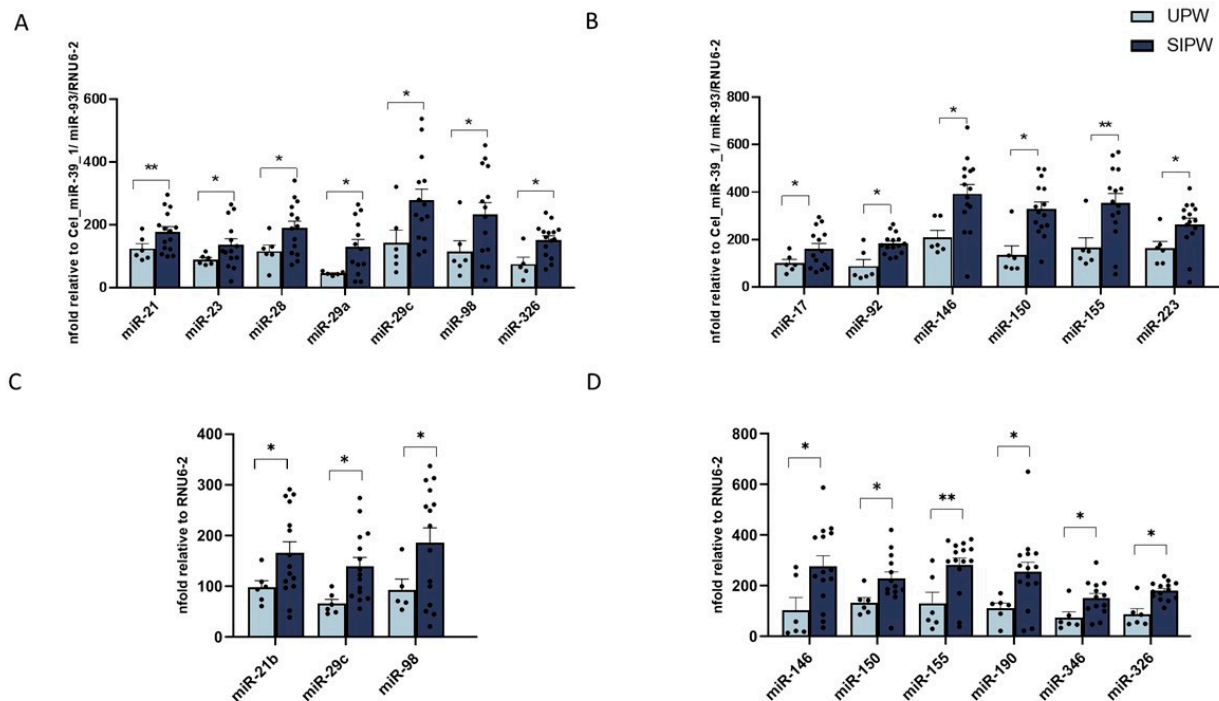 A
nfold relative to Cel_miR-39_1/ miR-93/RNU6-2
600
400
200
0
** * * * * * *
miR-21 miR-23 miR-28 miR-29a miR-29c miR-98 miR-326
B
UPW
SIPW
nfold relative to Cel_miR-39_1/ miR-93/RNU6-2
800
600
400
200
0
* * * * ** *
miR-17 miR-92 miR-146 miR-150 miR-155 miR-223
C
nfold relative to RNU6-2
400
300
200
100
0
* * *
miR-21b miR-29c miR-98
D
nfold relative to RNU6-2
800
600
400
200
0
* * ** * * *
miR-146 miR-150 miR-155 miR-190 miR-346 miR-326